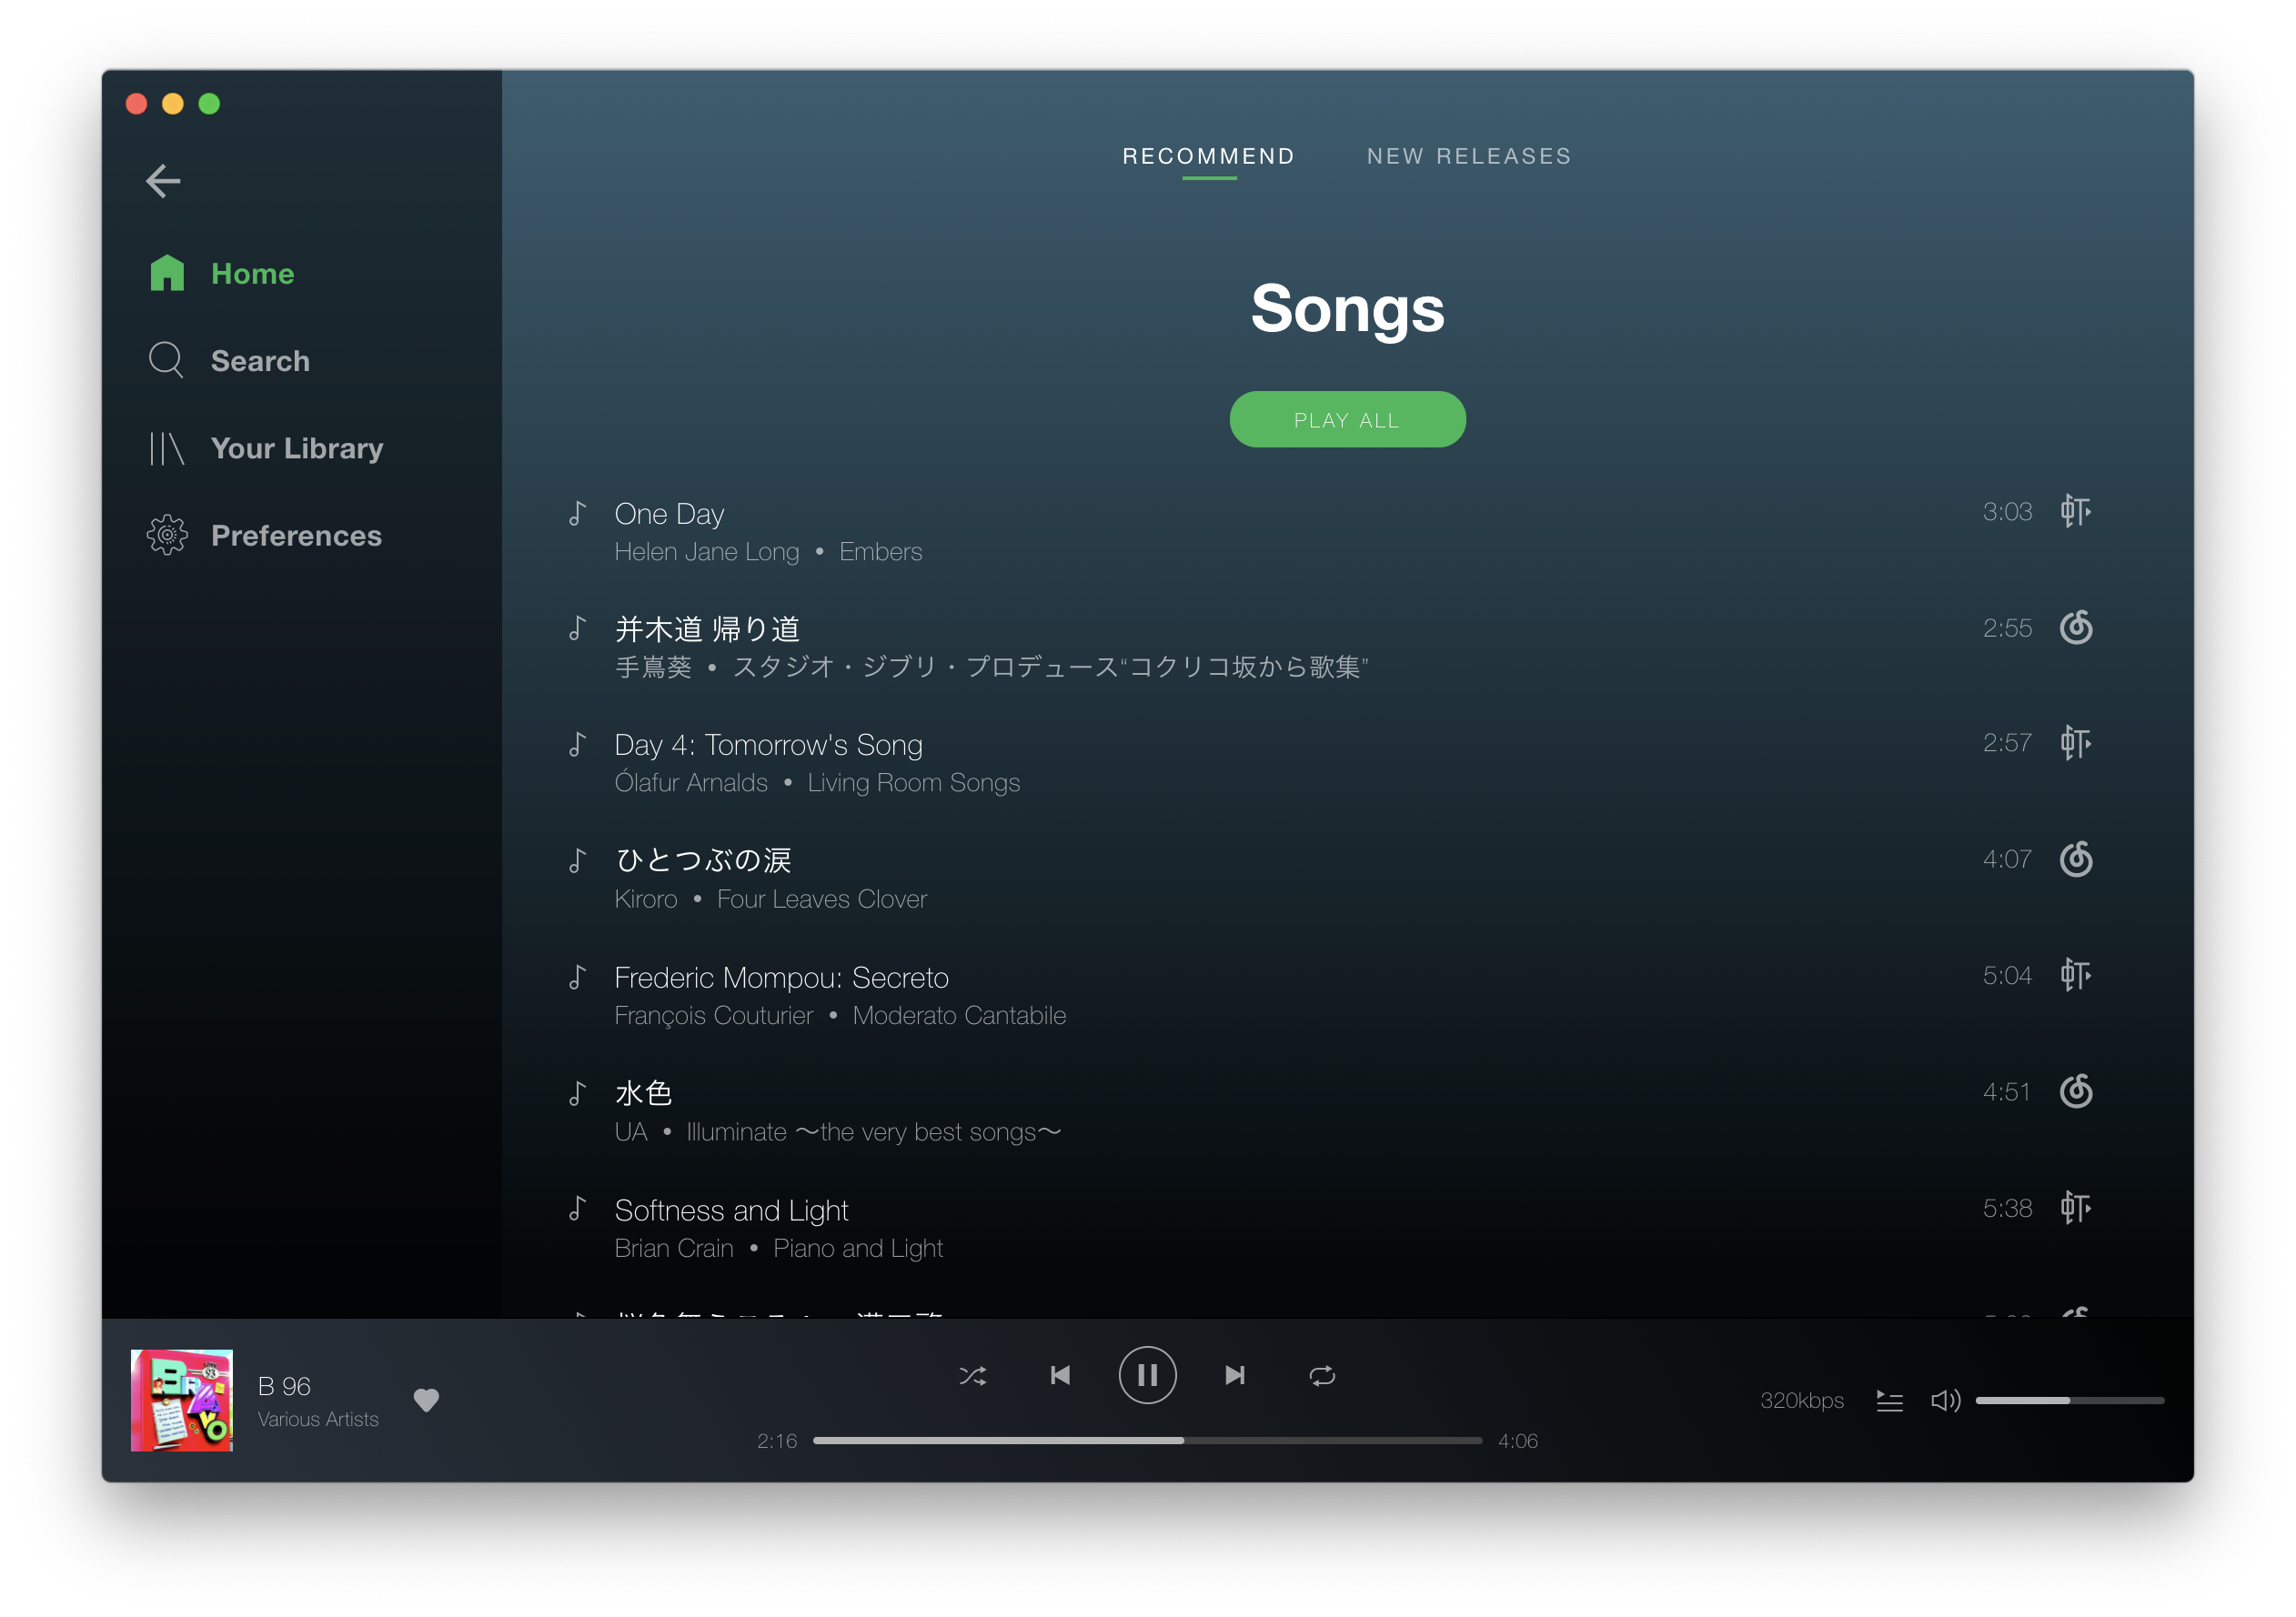 RECOMMEND NEW RELEASES
Home
Search
Your Library
Preferences
Songs
PLAY ALL
One Day 3:03
Helen Jane Long • Embers
并木道 帰り道 2:55
手嶌葵 • スタジオ・ジブリ・プロデュース“コクリコ坂から歌集”
Day 4: Tomorrow's Song 2:57
Ólafur Arnalds • Living Room Songs
ひとつぶの涙 4:07
Kiroro • Four Leaves Clover
Frederic Mompou: Secreto 5:04
François Couturier • Moderato Cantabile
水色 4:51
UA • Illuminate 〜the very best songs〜
Softness and Light 5:38
Brian Crain • Piano and Light
BRAVO
B 96
Various Artists
2:16 4:06
320kbps